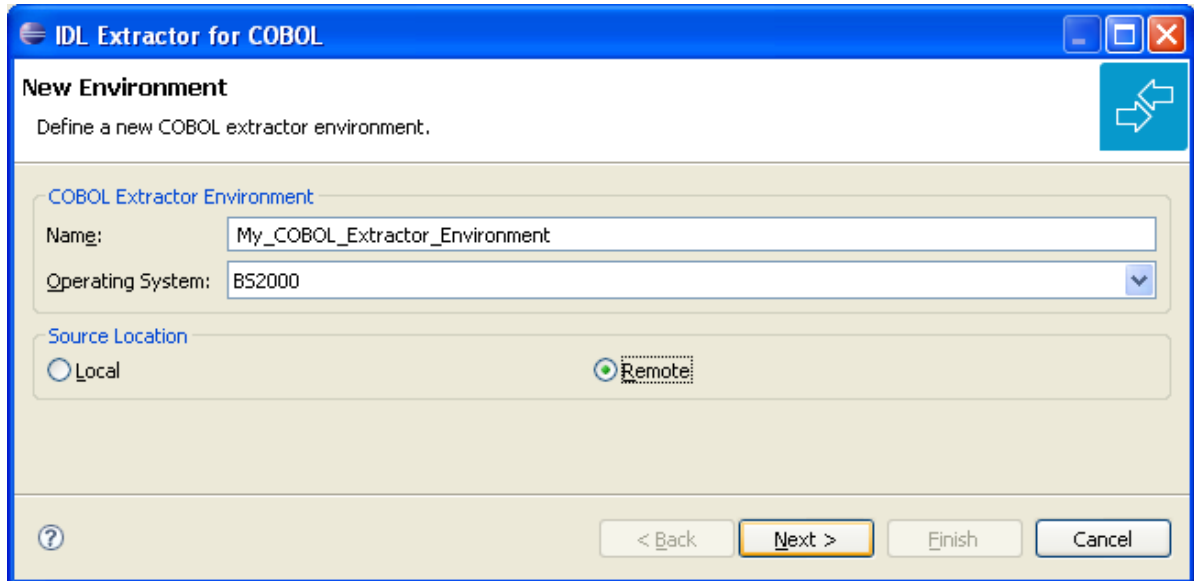 IDL Extractor for COBOL
New Environment
Define a new COBOL extractor environment.
COBOL Extractor Environment
Name: My_COBOL_Extractor_Environment
Operating System: BS2000
Source Location
Local Remote
? < Back Next > Finish Cancel